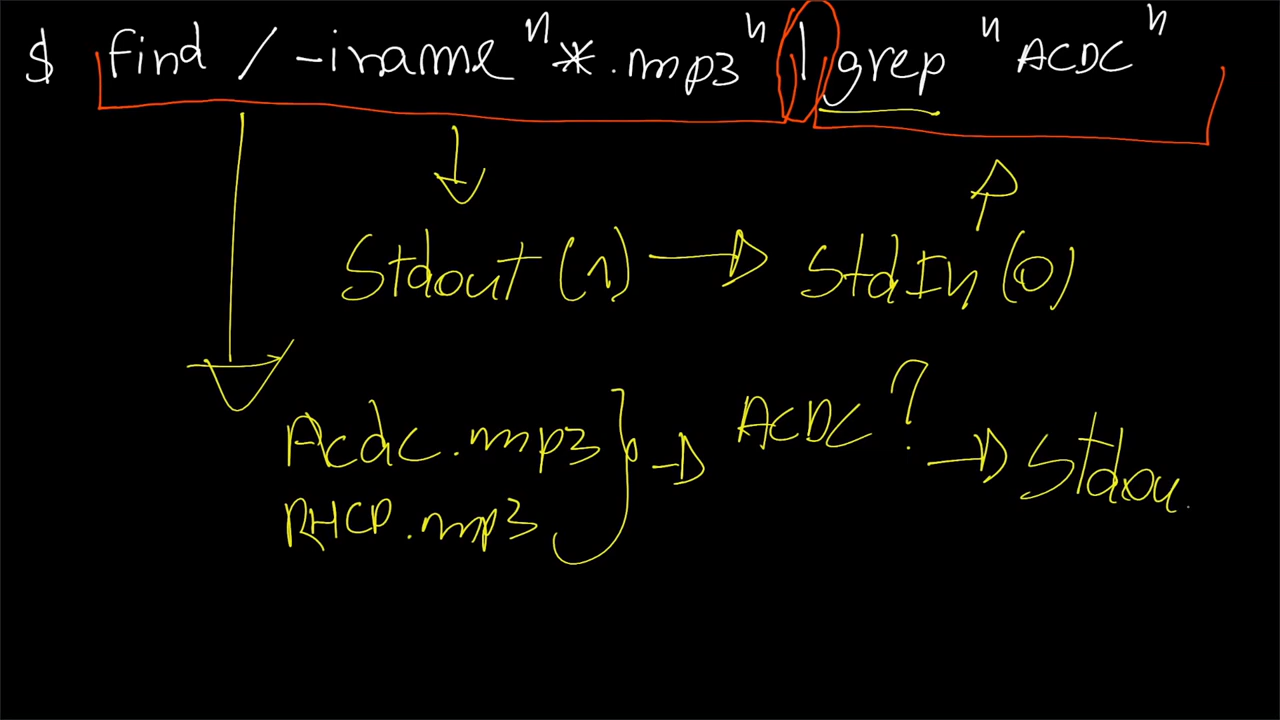 $ find / -iname "*.mp3" | grep "ACDC"
Stdout (1) → StdIn (0)
Acdc.mp3
RHCP.mp3
ACDC? → Stdou